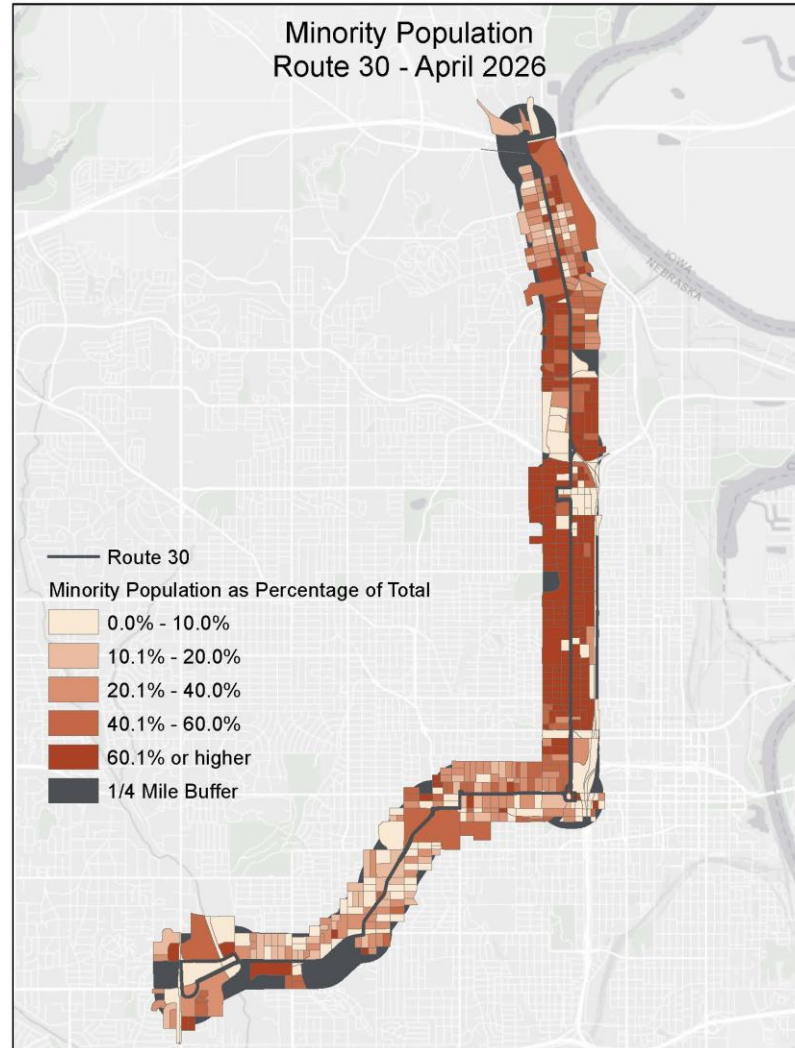 Minority Population
Route 30 - April 2026
IOWA
NEBRASKA
Route 30
Minority Population as Percentage of Total
0.0% - 10.0%
10.1% - 20.0%
20.1% - 40.0%
40.1% - 60.0%
60.1% or higher
1/4 Mile Buffer